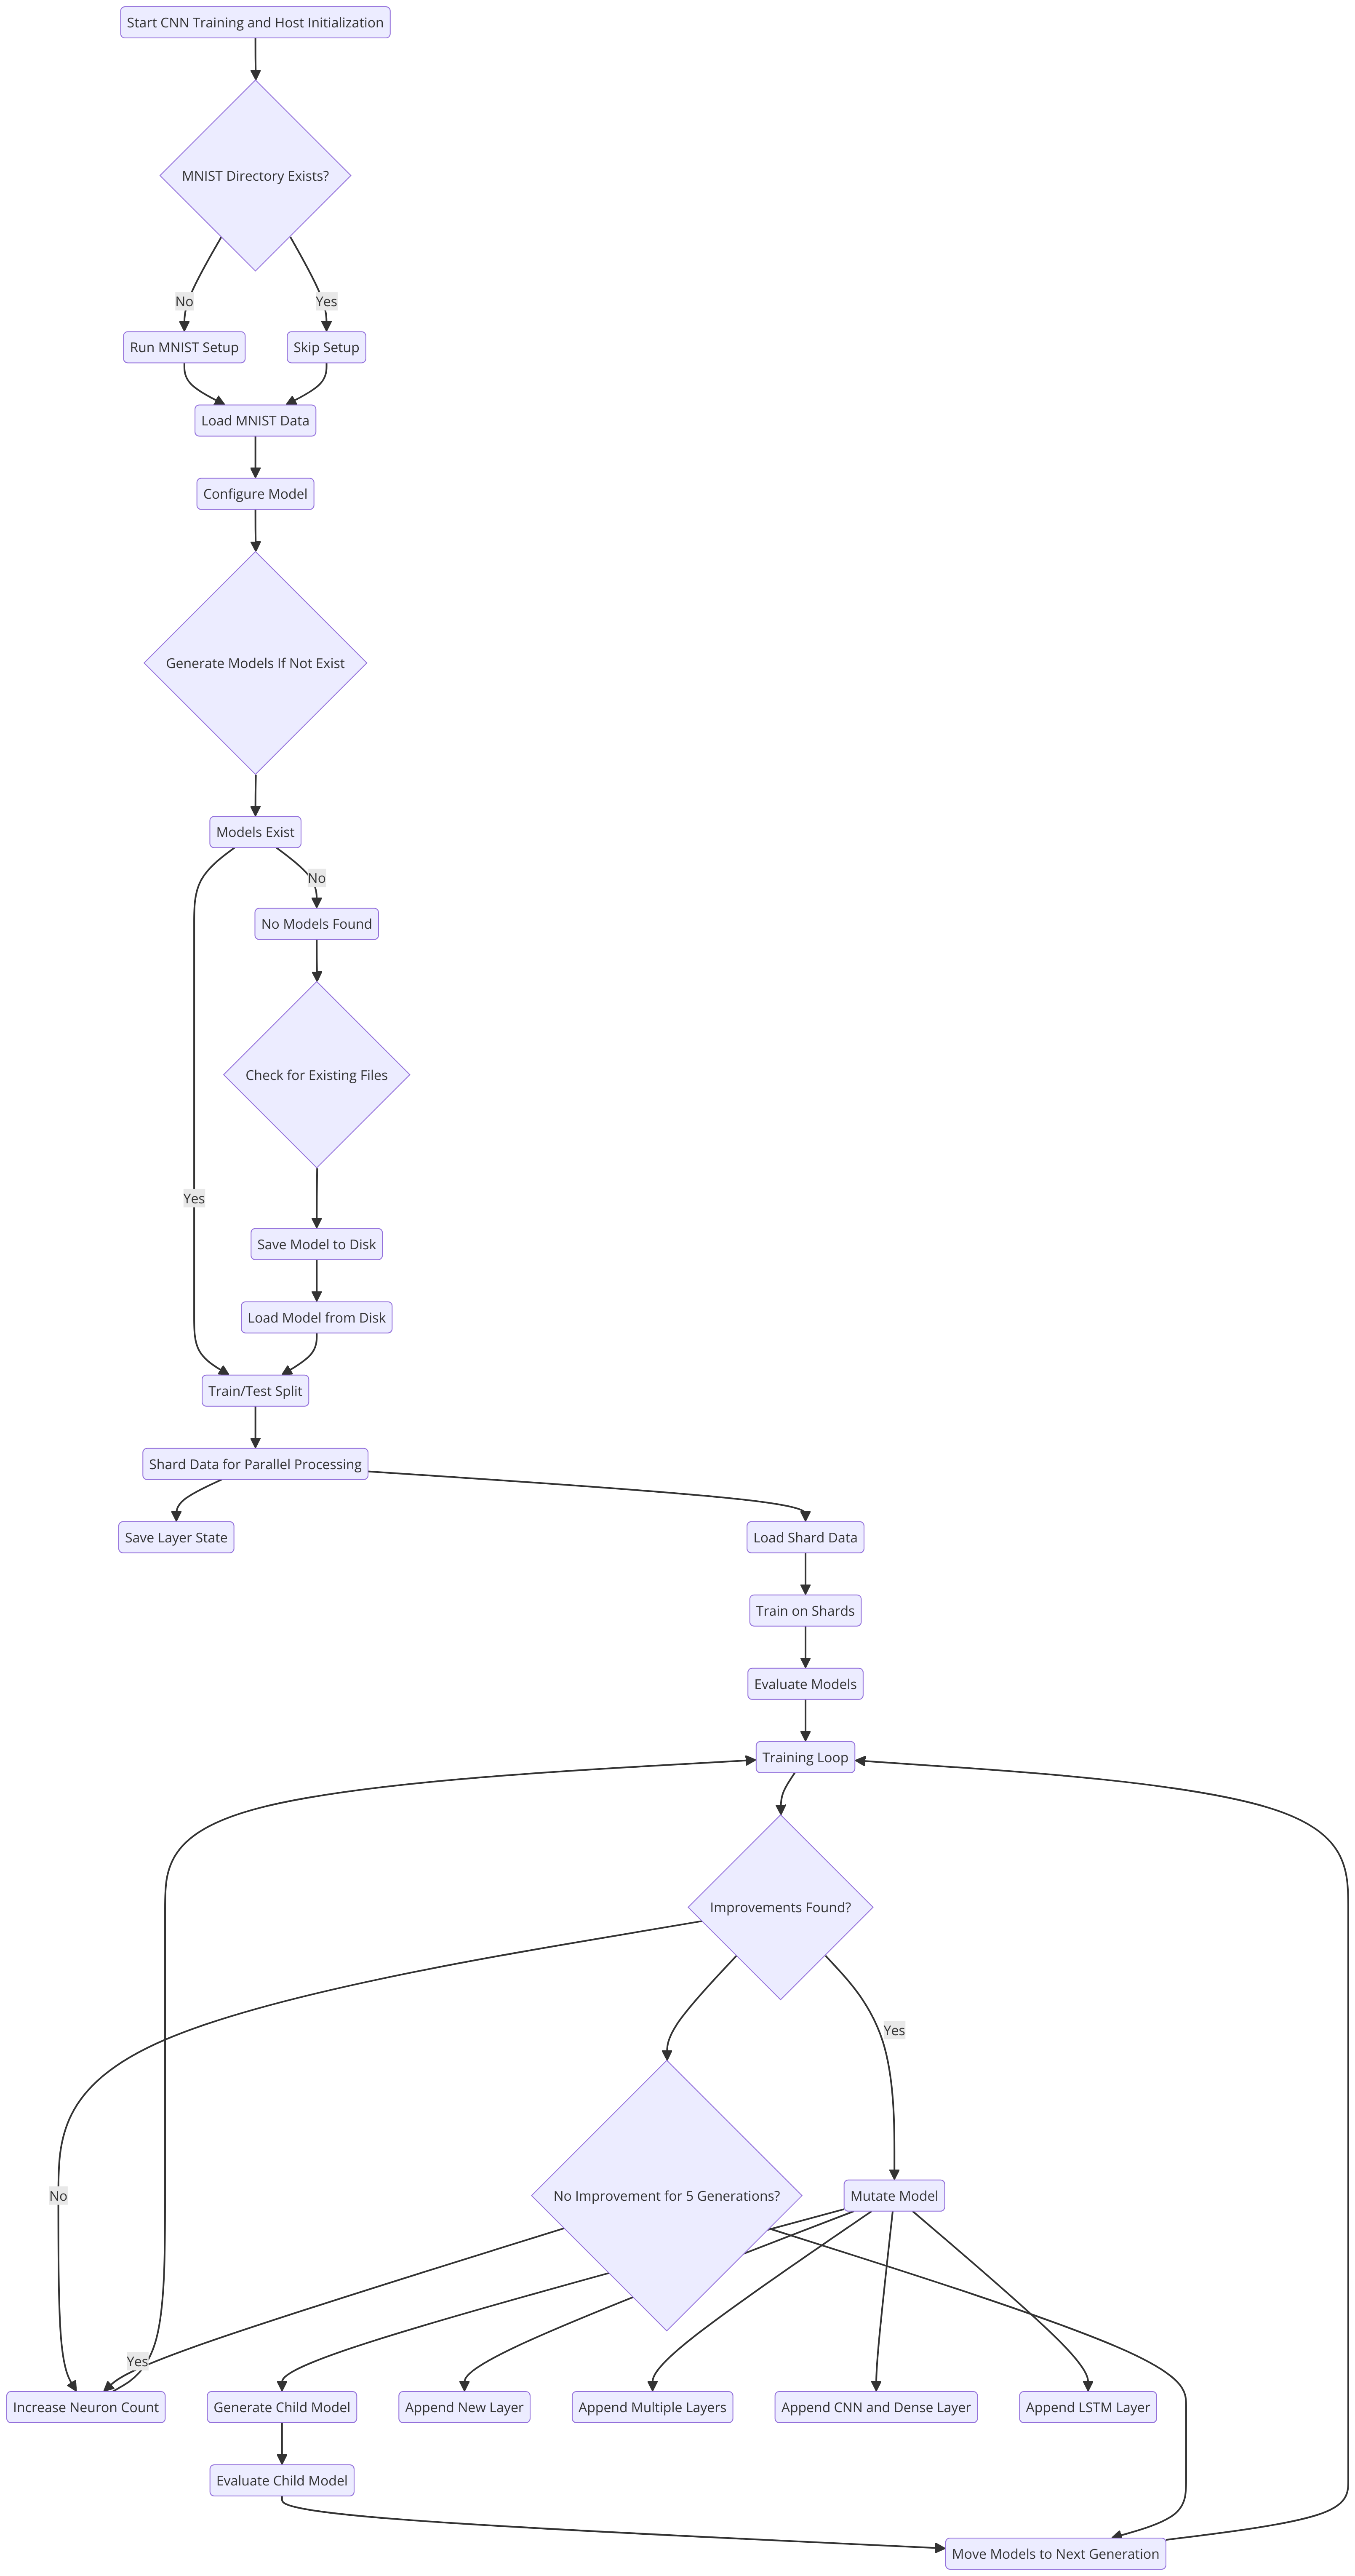 Start CNN Training and Host Initialization
MNIST Directory Exists?
No
Yes
Run MNIST Setup
Skip Setup
Load MNIST Data
Configure Model
Generate Models If Not Exist
Models Exist
No
No Models Found
Check for Existing Files
Yes
Save Model to Disk
Load Model from Disk
Train/Test Split
Shard Data for Parallel Processing
Save Layer State
Load Shard Data
Train on Shards
Evaluate Models
Training Loop
Improvements Found?
Yes
No
No Improvement for 5 Generations?
Mutate Model
Yes
Increase Neuron Count
Generate Child Model
Append New Layer
Append Multiple Layers
Append CNN and Dense Layer
Append LSTM Layer
Evaluate Child Model
Move Models to Next Generation